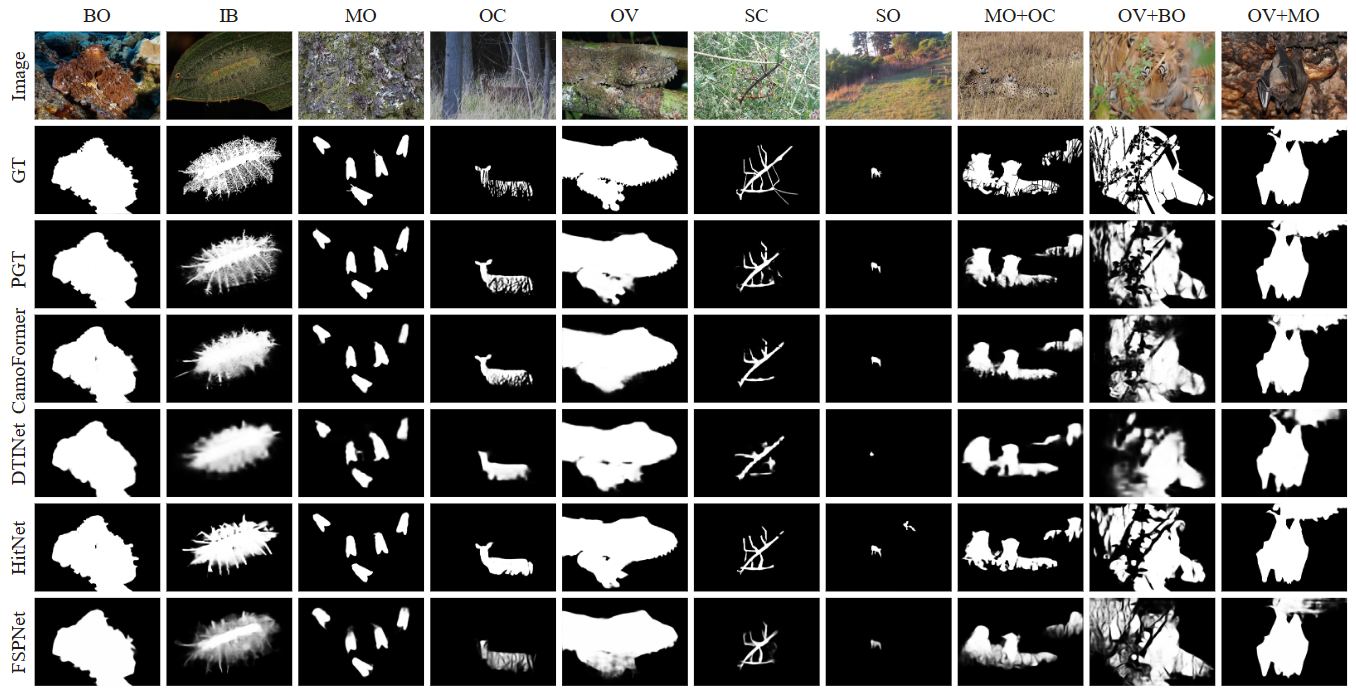 BO IB MO OC OV SC SO MO+OC OV+BO OV+MO
Image
GT
PGT
CamoFormer
DTINet
HitNet
FSPNet